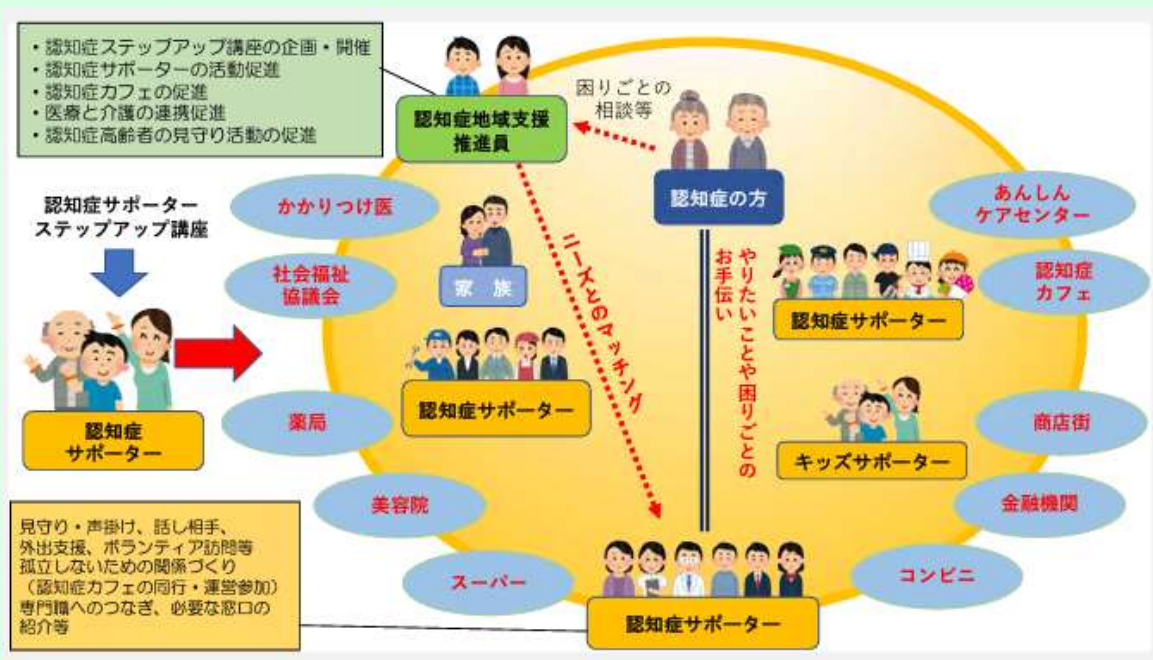 ・認知症ステップアップ講座の企画・開催
・認知症サポーターの活動促進
・認知症カフェの促進
・医療と介護の連携促進
・認知症高齢者の見守り活動の促進
認知症地域支援
推進員
困りごとの
相談等
認知症の方
認知症サポーター
ステップアップ講座
認知症
サポーター
かかりつけ医
社会福祉
協議会
薬局
美容院
スーパー
家 族
認知症サポーター
ニーズとのマッチング
やりたいことや困りごとの
お手伝い
あんしん
ケアセンター
認知症
カフェ
認知症サポーター
キッズサポーター
商店街
金融機関
コンビニ
認知症サポーター
見守り・声掛け、話し相手、
外出支援、ボランティア訪問等
孤立しないための関係づくり
（認知症カフェの同行・運営参加）
専門職へのつなぎ、必要な窓口の
紹介等